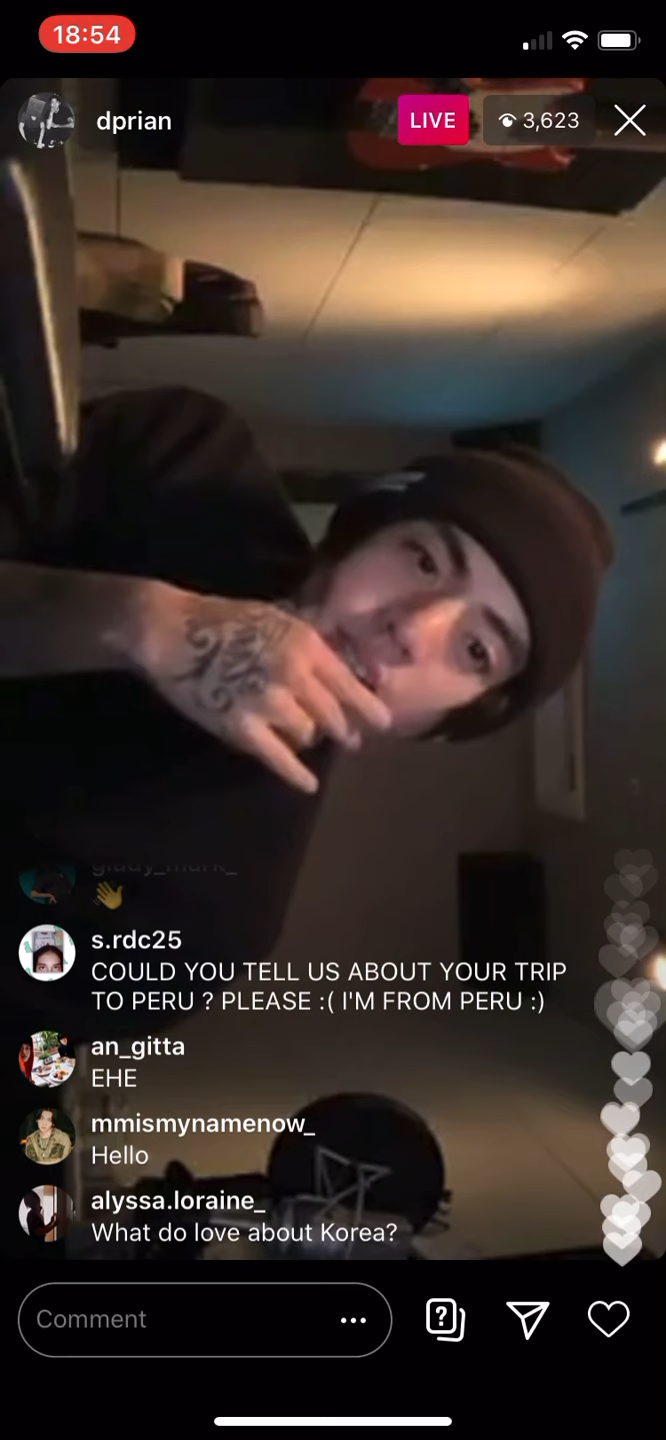 18:54
dprian
LIVE
3,623
glady_mark_
👋
s.rdc25
COULD YOU TELL US ABOUT YOUR TRIP
TO PERU ? PLEASE :( I'M FROM PERU :)
an_gitta
EHE
mmismynamenow_
Hello
alyssa.loraine_
What do love about Korea?
Comment